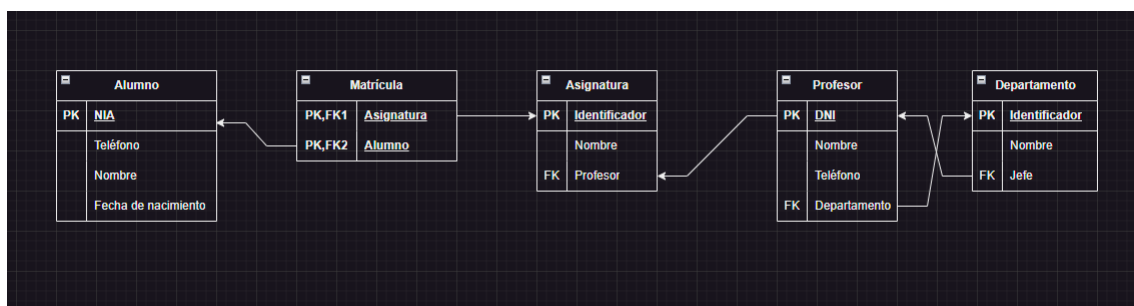 Alumno
PK NIA
Teléfono
Nombre
Fecha de nacimiento
Matrícula
PK,FK1 Asignatura
PK,FK2 Alumno
Asignatura
PK Identificador
Nombre
FK Profesor
Profesor
PK DNI
Nombre
Teléfono
FK Departamento
Departamento
PK Identificador
Nombre
FK Jefe